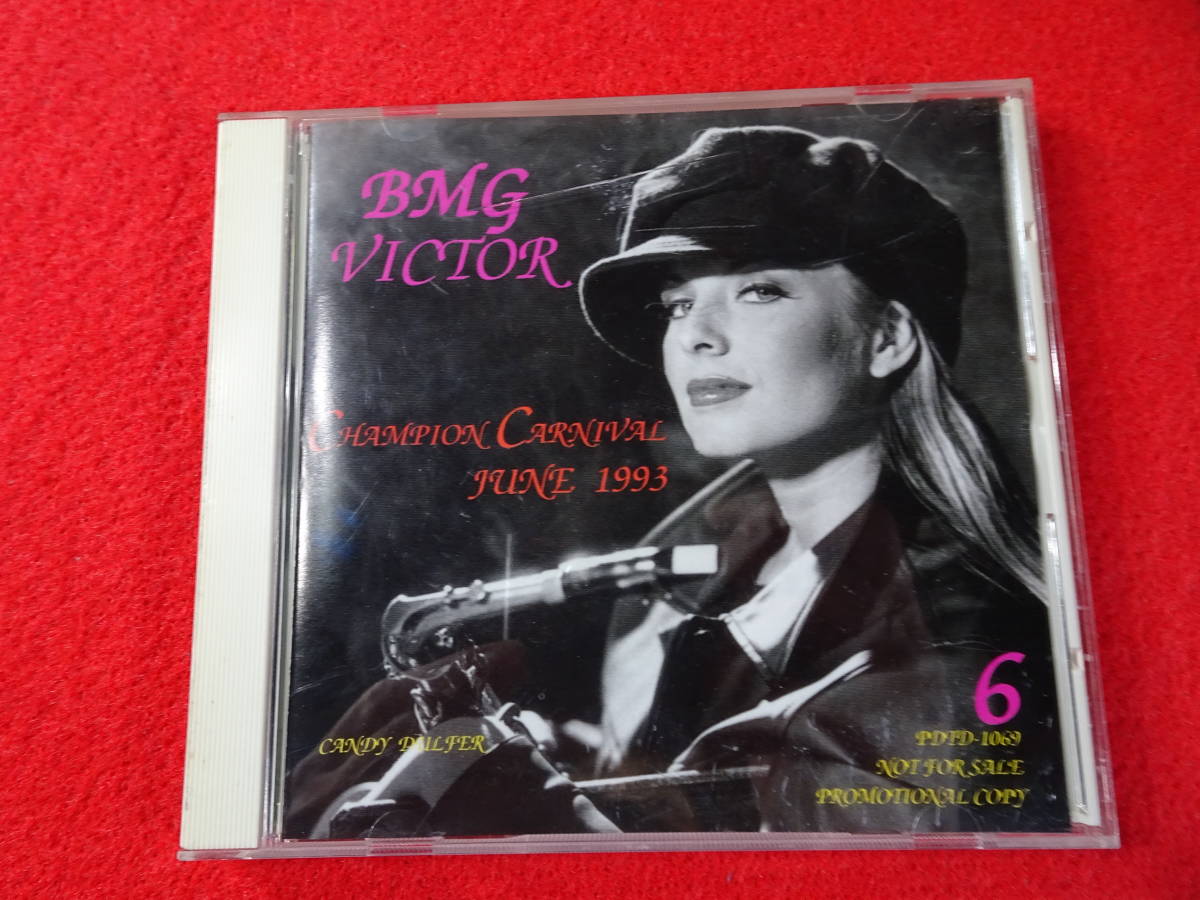 BMG
VICTOR
CHAMPION CARNIVAL
JUNE 1993
6
CANDY DULFER
PDTD-1069
NOT FOR SALE
PROMOTIONAL COPY